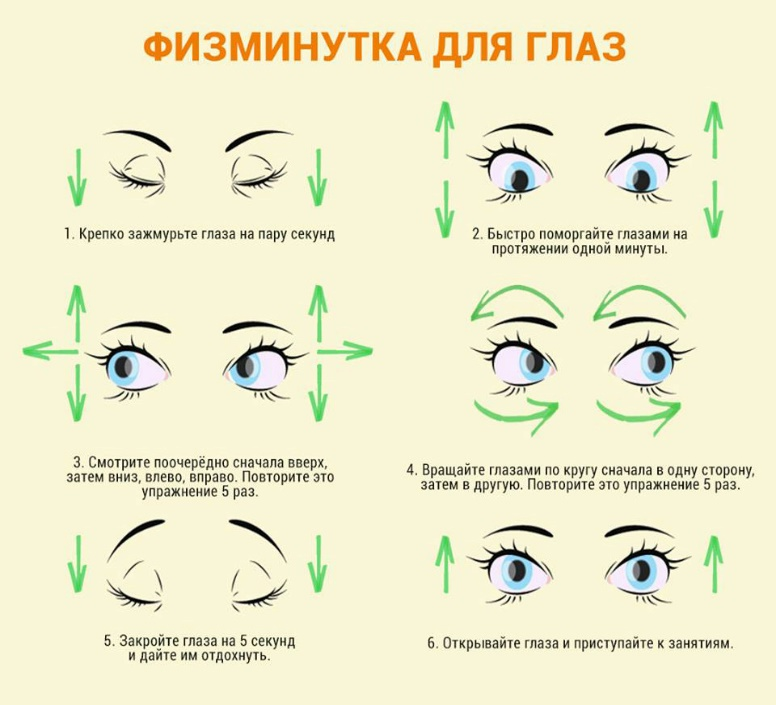 ФИЗМИНУТКА ДЛЯ ГЛАЗ
1. Крепко зажмурьте глаза на пару секунд
2. Быстро поморгайте глазами на
протяжении одной минуты.
3. Смотрите поочерёдно сначала вверх,
затем вниз, влево, вправо. Повторите это
упражнение 5 раз.
4. Вращайте глазами по кругу сначала в одну сторону,
затем в другую. Повторите это упражнение 5 раз.
5. Закройте глаза на 5 секунд
и дайте им отдохнуть.
6. Открывайте глаза и приступайте к занятиям.